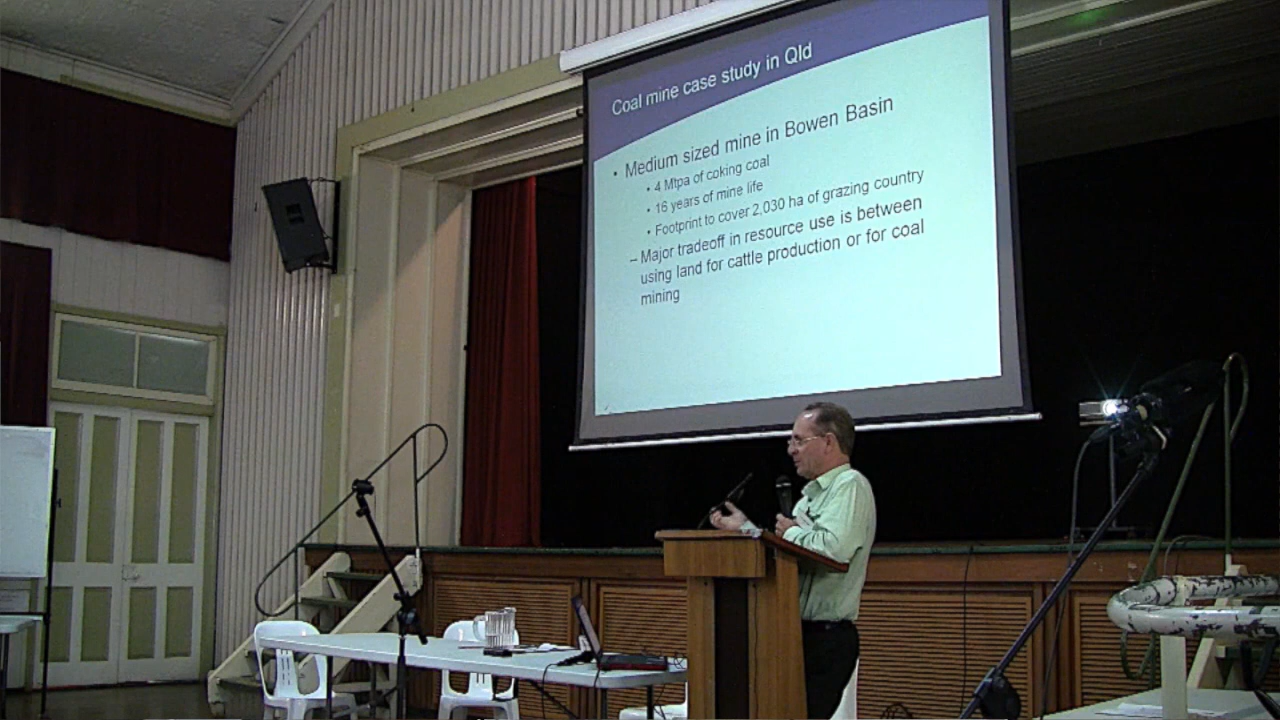 Coal mine case study in Qld
• Medium sized mine in Bowen Basin
• 4 Mtpa of coking coal
• 16 years of mine life
• Footprint to cover 2,030 ha of grazing country
– Major tradeoff in resource use is between
using land for cattle production or for coal
mining